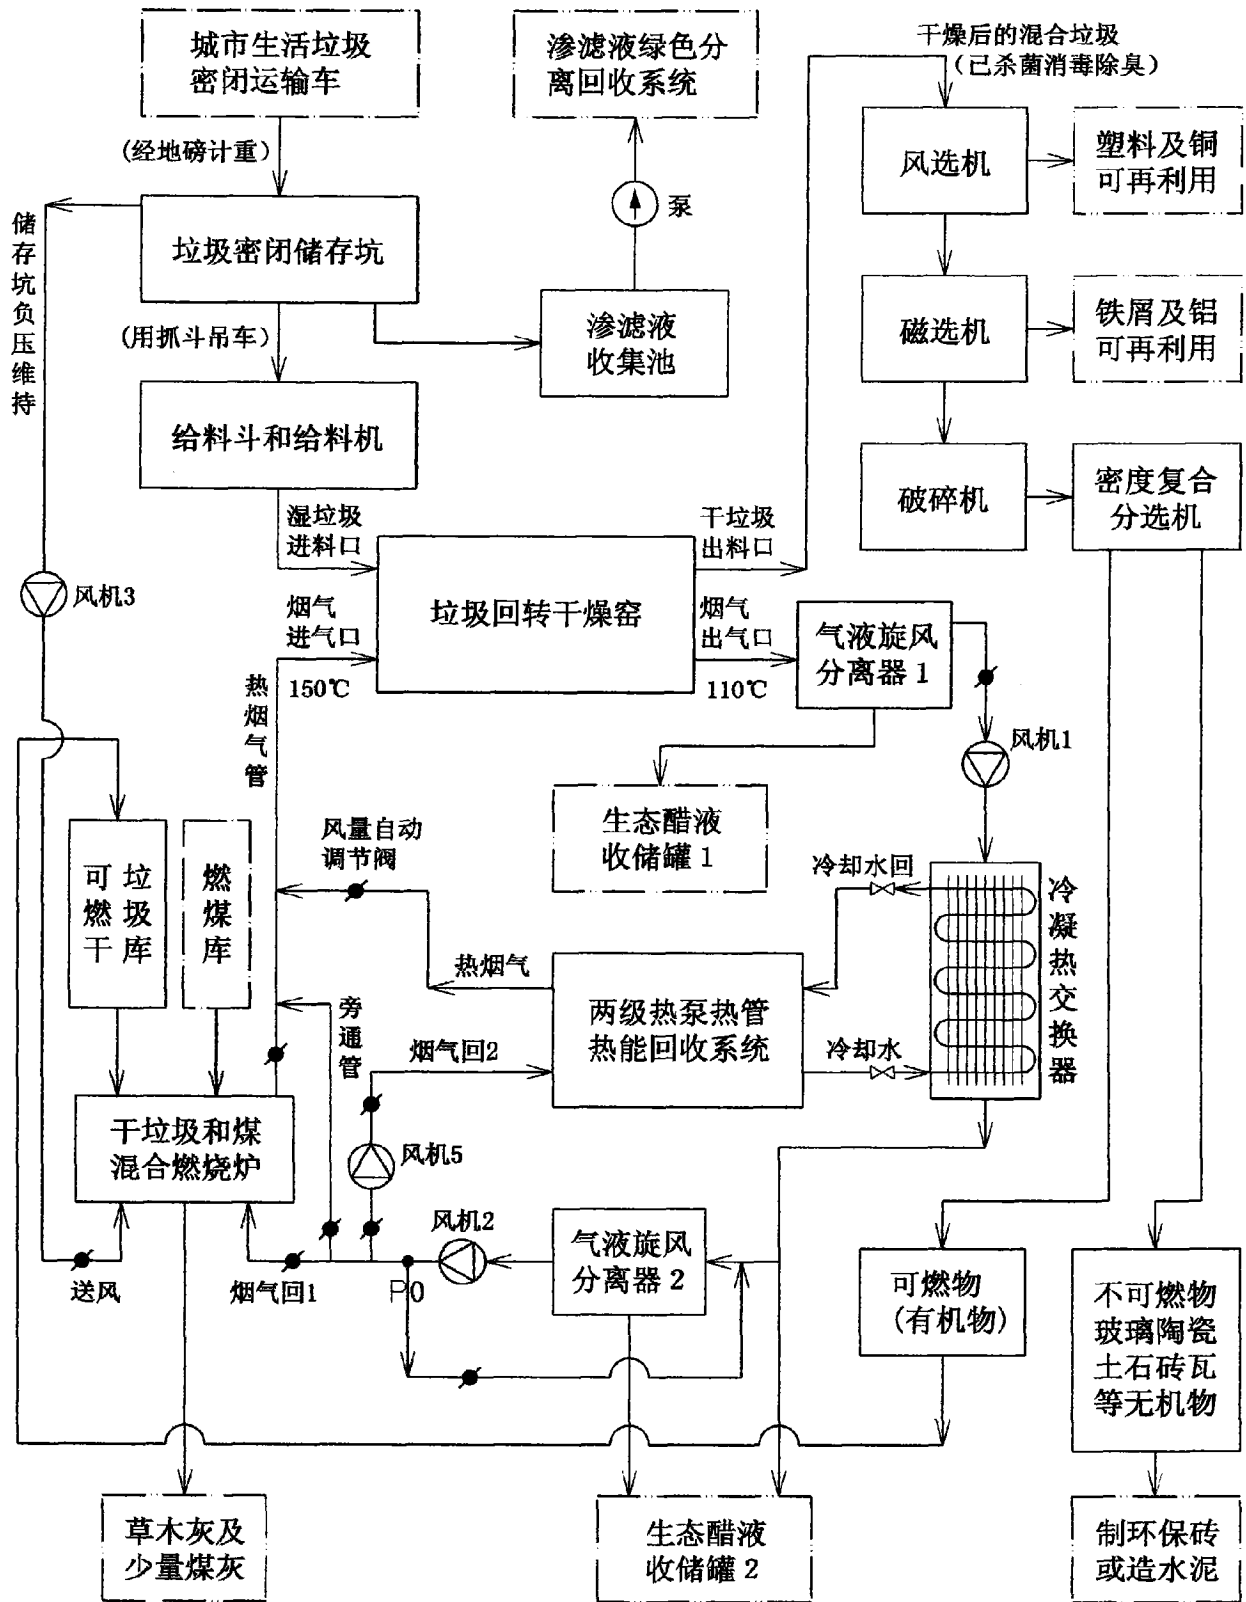 城市生活垃圾
密闭运输车
渗滤液绿色分
离回收系统
干燥后的混合垃圾
（已杀菌消毒除臭）
(经地磅计重)
风选机
塑料及铜
可再利用
泵
储存坑负压维持
垃圾密闭储存坑
(用抓斗吊车)
渗滤液
收集池
磁选机
铁屑及铝
可再利用
给料斗和给料机
破碎机
密度复合
分选机
湿垃圾
进料口
干垃圾
出料口
风机3
烟气
进气口
垃圾回转干燥窑
烟气
出气口
气液旋风
分离器 1
150℃
110℃
热烟气管
风机1
生态醋液
收储罐 1
风量自动
调节阀
可燃干
垃圾库
燃煤库
冷却水回
冷凝热交换器
热烟气
两级热泵热管
热能回收系统
旁通管
烟气回2
冷却水
干垃圾和煤
混合燃烧炉
风机5
风机2
气液旋风
分离器 2
送风
烟气回1
P0
可燃物
(有机物)
不可燃物
玻璃陶瓷
土石砖瓦
等无机物
草木灰及
少量煤灰
生态醋液
收储罐 2
制环保砖
或造水泥